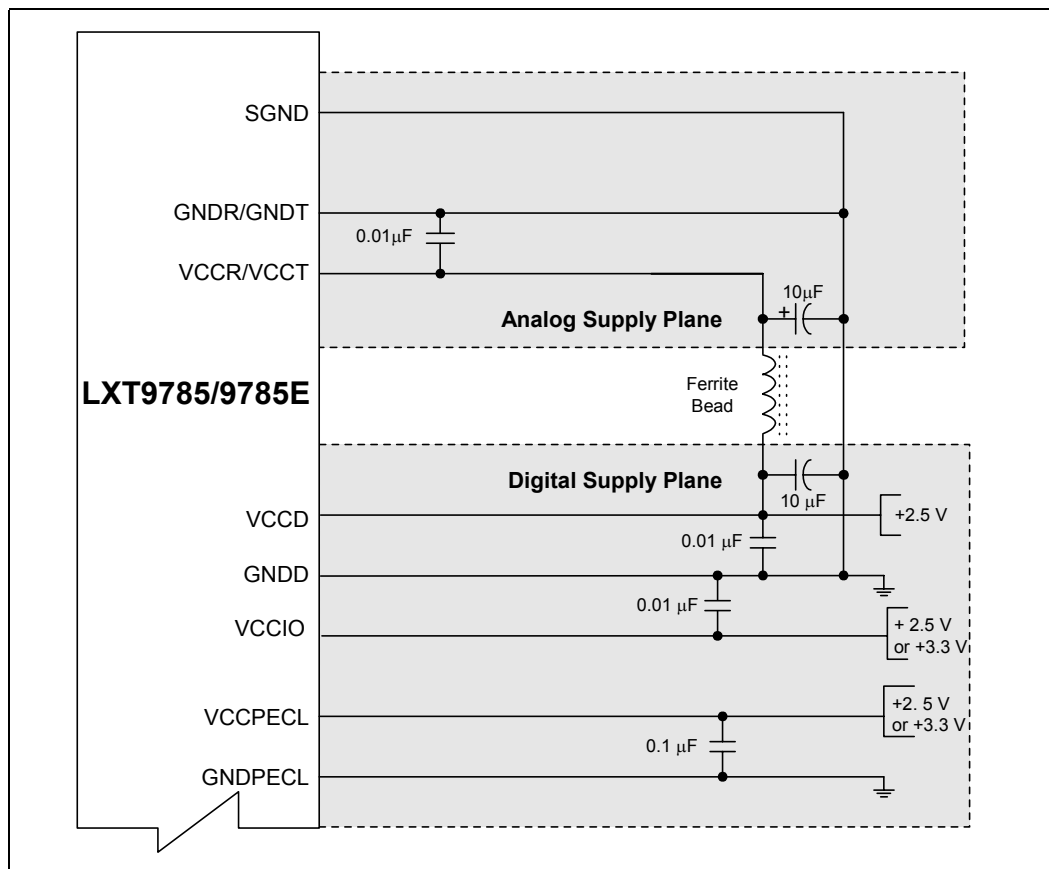 SGND
GNDR/GNDT
0.01µF
VCCR/VCCT
10µF
+
Analog Supply Plane
LXT9785/9785E
Ferrite
Bead
Digital Supply Plane
10 µF
VCCD
+2.5 V
0.01 µF
GNDD
0.01 µF
VCCIO
+ 2.5 V
or +3.3 V
VCCPECL
+2. 5 V
or +3.3 V
0.1 µF
GNDPECL